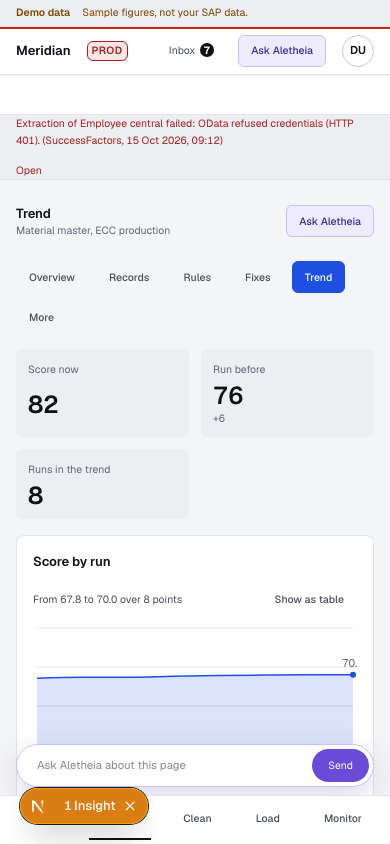 Demo data Sample figures, not your SAP data.
Meridian PROD Inbox 7 Ask Aletheia DU
Extraction of Employee central failed: OData refused credentials (HTTP
401). (SuccessFactors, 15 Oct 2026, 09:12)
Open
Trend
Material master, ECC production
Ask Aletheia
Overview Records Rules Fixes Trend
More
Score now
82
Run before
76
+6
Runs in the trend
8
Score by run
From 67.8 to 70.0 over 8 points Show as table
70.
Ask Aletheia about this page Send
N 1 Insight
Clean Load Monitor